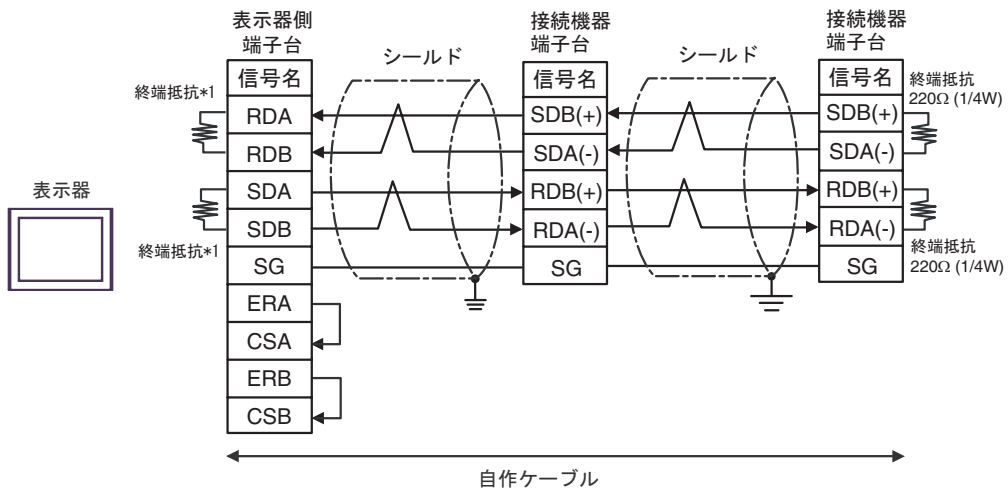 表示器側
端子台
接続機器
端子台
接続機器
端子台
シールド
シールド
信号名
信号名
信号名
終端抵抗*1
終端抵抗
220Ω (1/4W)
RDA
SDB(+)
SDB(+)
RDB
SDA(-)
SDA(-)
表示器
SDA
RDB(+)
RDB(+)
SDB
RDA(-)
RDA(-)
終端抵抗*1
終端抵抗
220Ω (1/4W)
SG
SG
SG
ERA
CSA
ERB
CSB
自作ケーブル